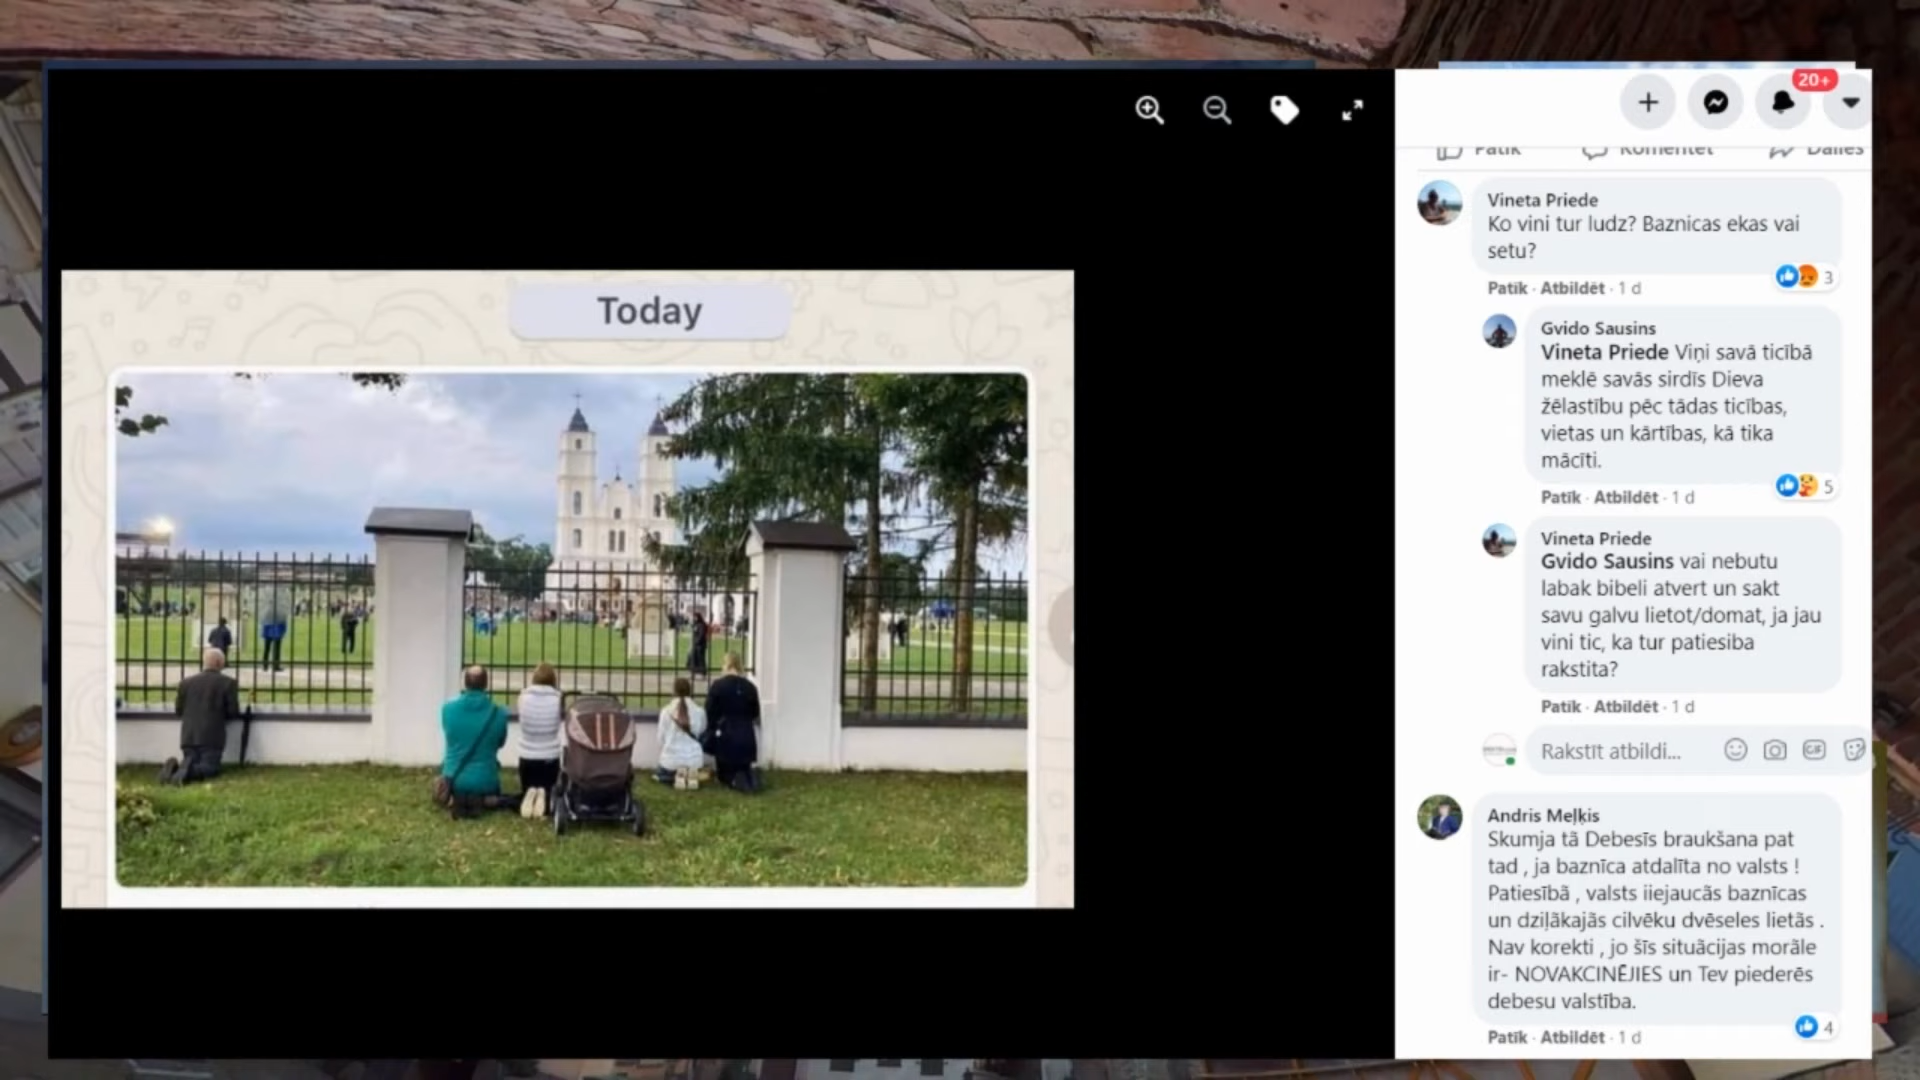 20+
Patīk Komentēt Dalies
Today
Vineta Priede
Ko vini tur ludz? Baznicas ekas vai
setu?
Patīk · Atbildēt · 1 d
3
Gvido Sausins
Vineta Priede Viņi savā ticībā
meklē savās sirdīs Dieva
žēlastību pēc tādas ticības,
vietas un kārtības, kā tika
mācīti.
Patīk · Atbildēt · 1 d
5
Vineta Priede
Gvido Sausins vai nebutu
labak bibeli atvert un sakt
savu galvu lietot/domat, ja jau
vini tic, ka tur patiesiba
rakstita?
Patīk · Atbildēt · 1 d
Rakstīt atbildi...
GIF
Andris Meļķis
Skumja tā Debesīs braukšana pat
tad , ja baznīca atdalīta no valsts !
Patiesībā , valsts iiejaucās baznīcas
un dziļākajās cilvēku dvēseles lietās .
Nav korekti , jo šīs situācijas morāle
ir- NOVAKCINĒJIES un Tev piederēs
debesu valstība.
Patīk · Atbildēt · 1 d
4